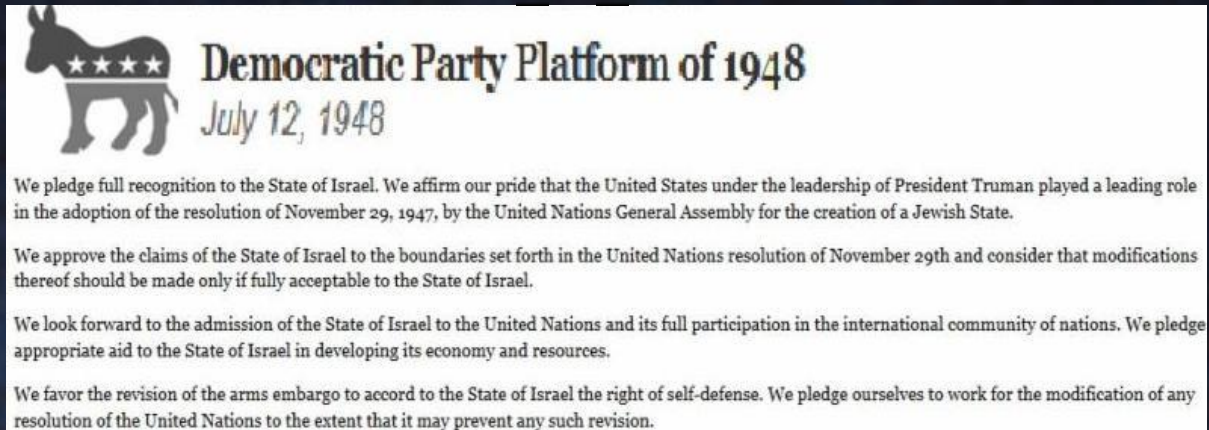 Democratic Party Platform of 1948
July 12, 1948
We pledge full recognition to the State of Israel. We affirm our pride that the United States under the leadership of President Truman played a leading role
in the adoption of the resolution of November 29, 1947, by the United Nations General Assembly for the creation of a Jewish State.
We approve the claims of the State of Israel to the boundaries set forth in the United Nations resolution of November 29th and consider that modifications
thereof should be made only if fully acceptable to the State of Israel.
We look forward to the admission of the State of Israel to the United Nations and its full participation in the international community of nations. We pledge
appropriate aid to the State of Israel in developing its economy and resources.
We favor the revision of the arms embargo to accord to the State of Israel the right of self-defense. We pledge ourselves to work for the modification of any
resolution of the United Nations to the extent that it may prevent any such revision.